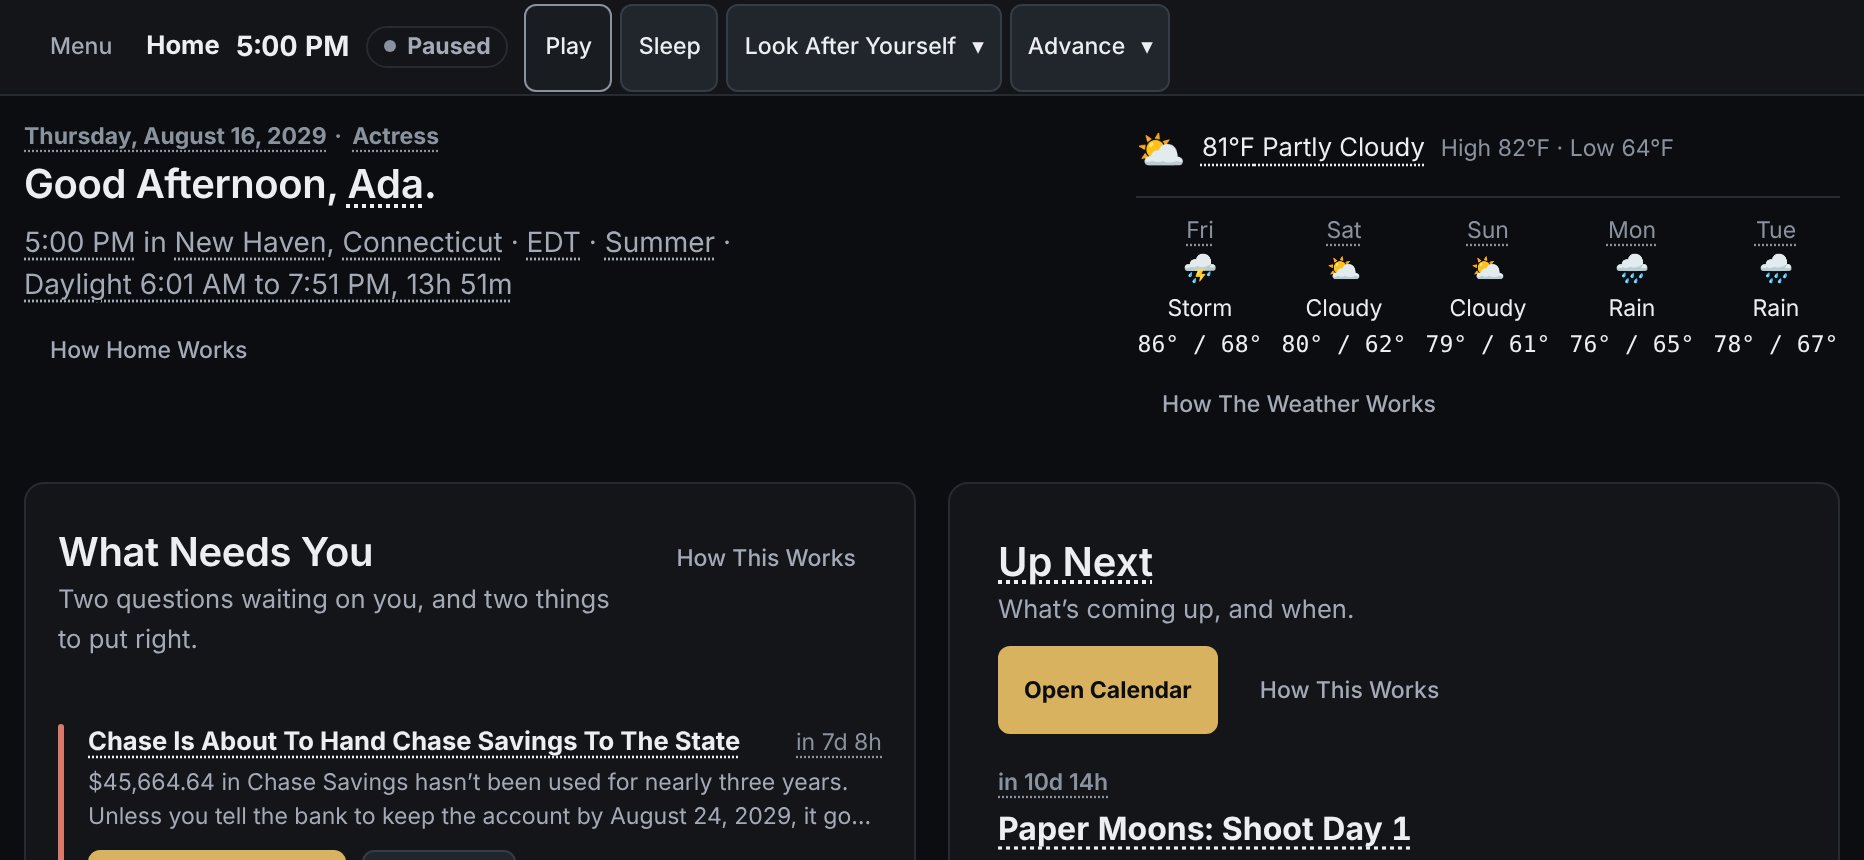 Menu Home 5:00 PM Paused Play Sleep Look After Yourself ▼ Advance ▼
Thursday, August 16, 2029 · Actress
Good Afternoon, Ada.
5:00 PM in New Haven, Connecticut · EDT · Summer ·
Daylight 6:01 AM to 7:51 PM, 13h 51m
How Home Works
81°F Partly Cloudy High 82°F · Low 64°F
Fri Sat Sun Mon Tue
Storm Cloudy Cloudy Rain Rain
86° / 68° 80° / 62° 79° / 61° 76° / 65° 78° / 67°
How The Weather Works
What Needs You
How This Works
Two questions waiting on you, and two things
to put right.
Chase Is About To Hand Chase Savings To The State in 7d 8h
$45,664.64 in Chase Savings hasn’t been used for nearly three years.
Unless you tell the bank to keep the account by August 24, 2029, it go…
Up Next
What’s coming up, and when.
Open Calendar How This Works
in 10d 14h
Paper Moons: Shoot Day 1